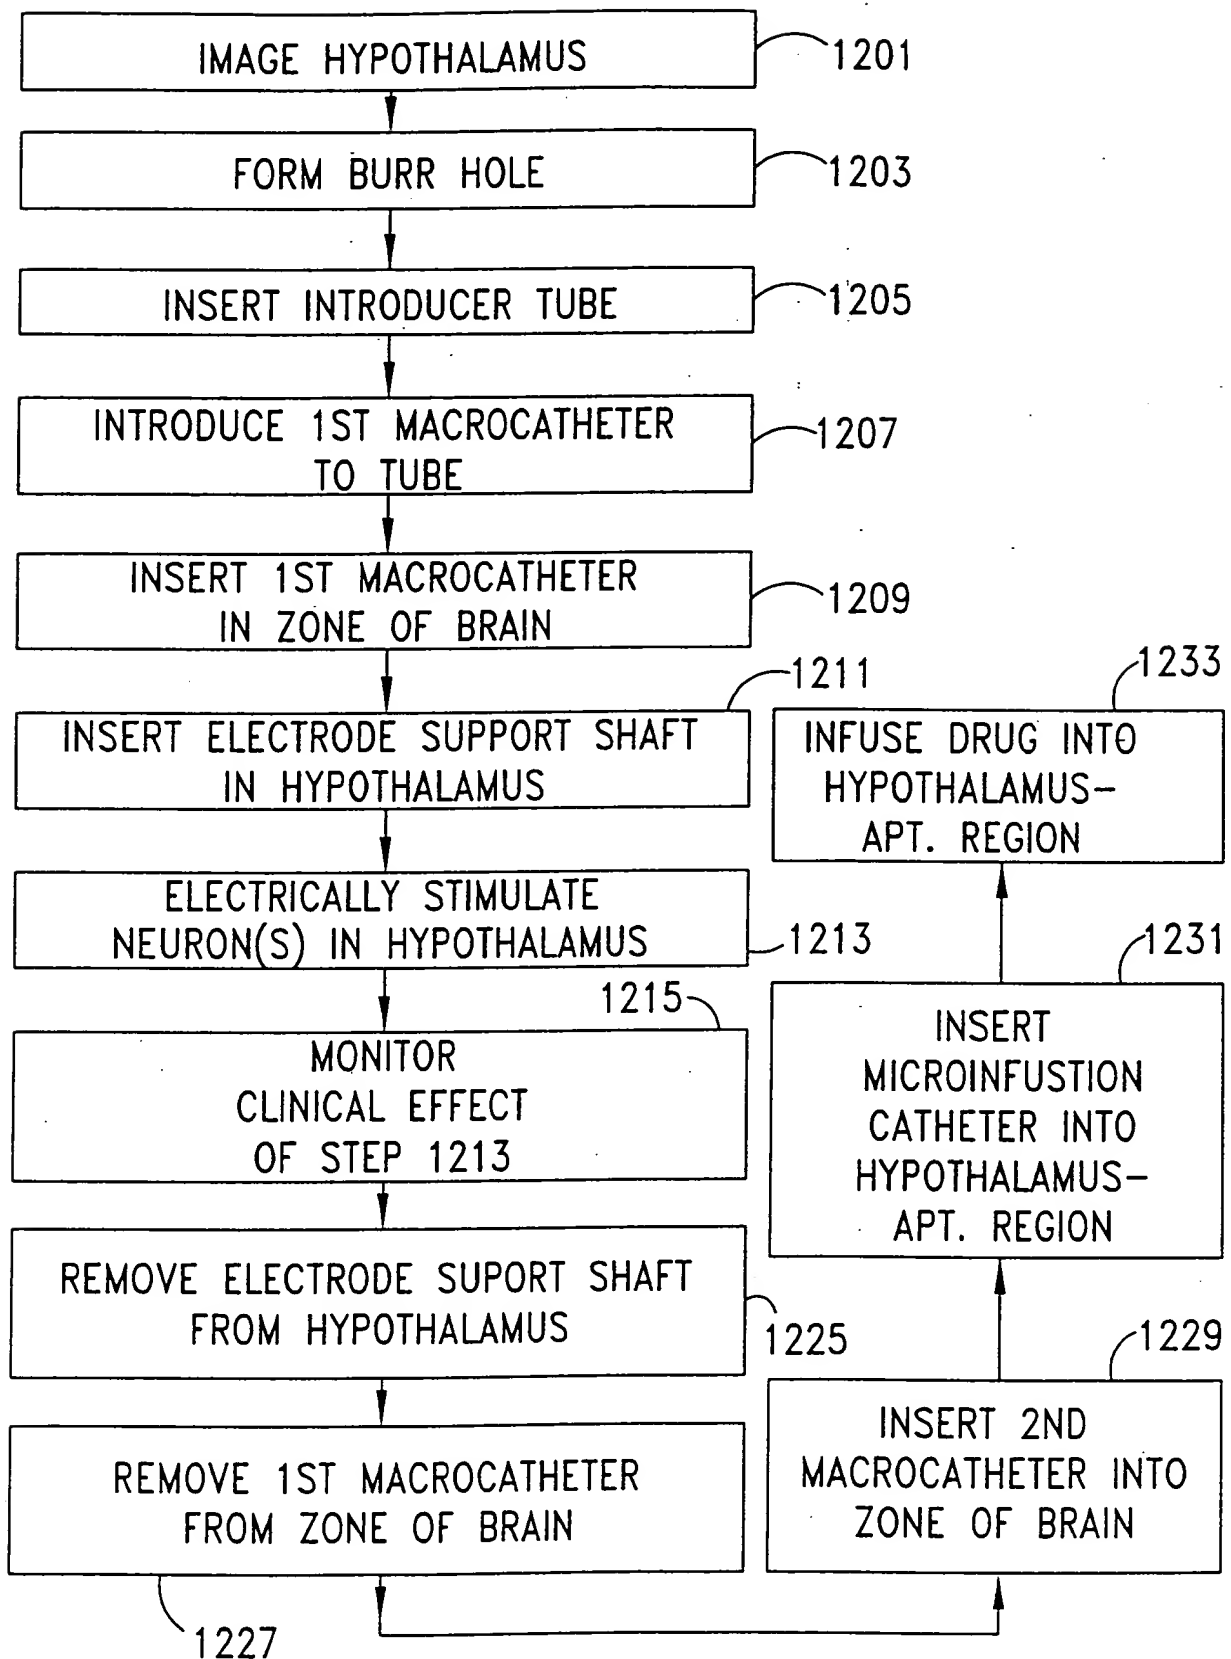 IMAGE HYPOTHALAMUS
1201
FORM BURR HOLE
1203
INSERT INTRODUCER TUBE
1205
INTRODUCE 1ST MACROCATHETER
TO TUBE
1207
INSERT 1ST MACROCATHETER
IN ZONE OF BRAIN
1209
INSERT ELECTRODE SUPPORT SHAFT
IN HYPOTHALAMUS
1211
ELECTRICALLY STIMULATE
NEURON(S) IN HYPOTHALAMUS
1213
MONITOR
CLINICAL EFFECT
OF STEP 1213
1215
REMOVE ELECTRODE SUPORT SHAFT
FROM HYPOTHALAMUS
1225
REMOVE 1ST MACROCATHETER
FROM ZONE OF BRAIN
1227
INSERT 2ND
MACROCATHETER INTO
ZONE OF BRAIN
1229
INSERT
MICROINFUSTION
CATHETER INTO
HYPOTHALAMUS-
APT. REGION
1231
INFUSE DRUG INTO
HYPOTHALAMUS-
APT. REGION
1233